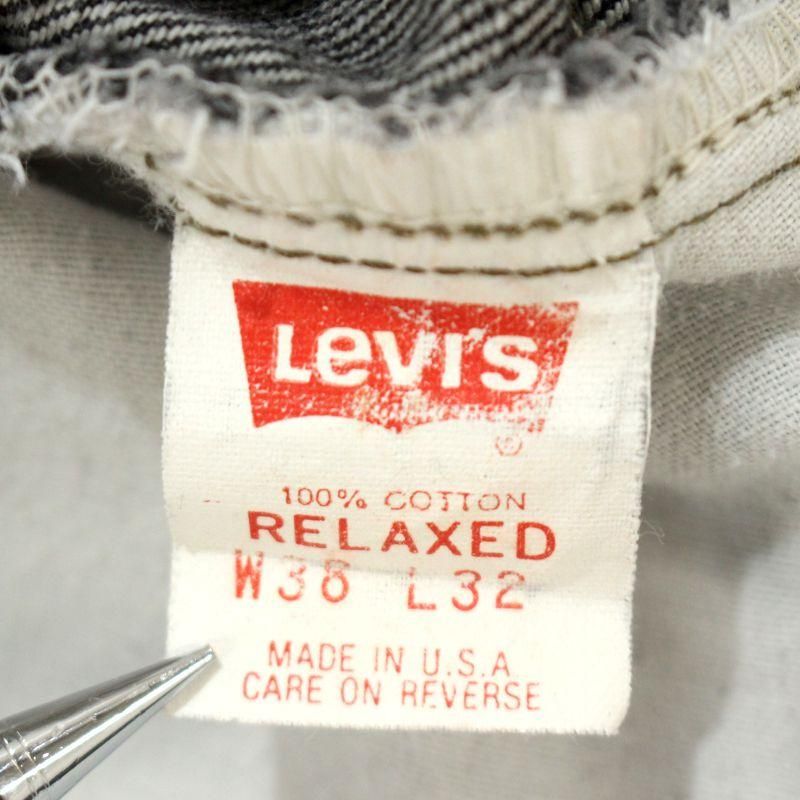 Levi's
®
100% COTTON
RELAXED
W38 L32
MADE IN U.S.A
CARE ON REVERSE